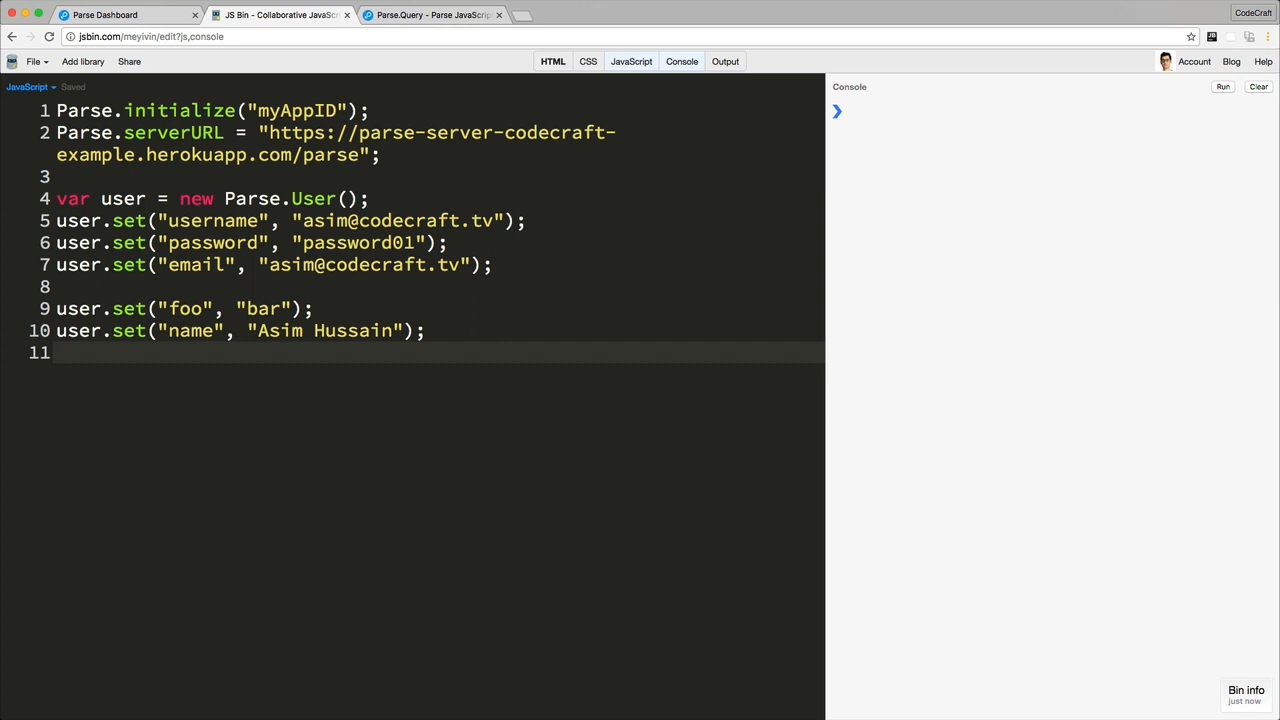 Parse Dashboard
JS Bin - Collaborative JavaScri
Parse.Query - Parse JavaScript
CodeCraft
jsbin.com/meyivin/edit?js,console
File
Add library
Share
HTML
CSS
JavaScript
Console
Output
Account
Blog
Help
JavaScript
Saved
Console
Run
Clear
1 Parse.initialize("myAppID");
2 Parse.serverURL = "https://parse-server-codecraft-
example.herokuapp.com/parse";
3
4 var user = new Parse.User();
5 user.set("username", "asim@codecraft.tv");
6 user.set("password", "password01");
7 user.set("email", "asim@codecraft.tv");
8
9 user.set("foo", "bar");
10 user.set("name", "Asim Hussain");
11
Bin info
just now